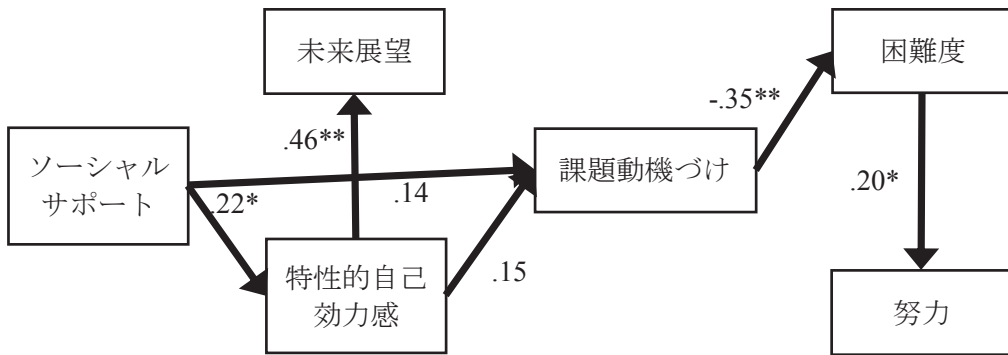 未来展望
困難度
-.35**
.46**
ソーシャル
サポート
課題動機づけ
.14
.22*
.20*
特性的自己
効力感
.15
努力